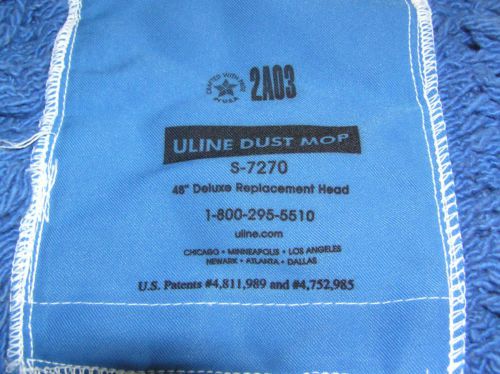 CRAFTED WITH PRIDE IN U.S.A.
2A03
ULINE DUST MOP
S-7270
48" Deluxe Replacement Head
1-800-295-5510
uline.com
CHICAGO • MINNEAPOLIS • LOS ANGELES
NEWARK • ATLANTA • DALLAS
U.S. Patents #4,811,989 and #4,752,985